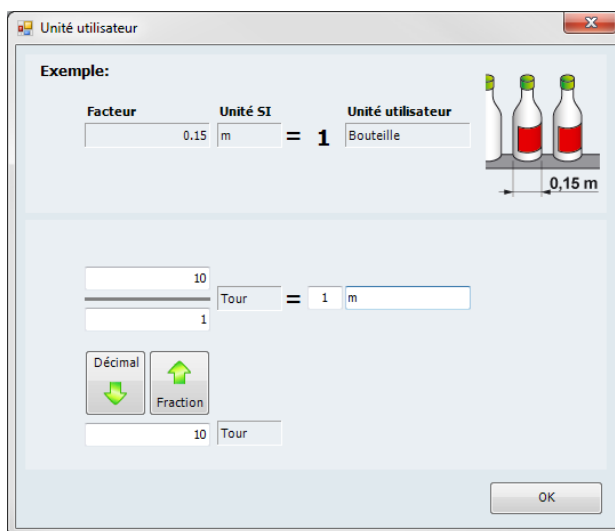 Unité utilisateur
Exemple:
Facteur Unité SI Unité utilisateur
0.15 m = 1 Bouteille
0,15 m
10
Tour = 1 m
1
Décimal
Fraction
10 Tour
OK